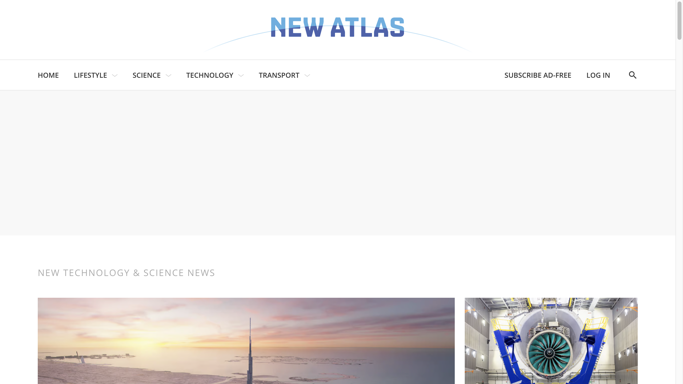 NEW ATLAS
HOME LIFESTYLE SCIENCE TECHNOLOGY TRANSPORT SUBSCRIBE AD-FREE LOG IN
NEW TECHNOLOGY & SCIENCE NEWS